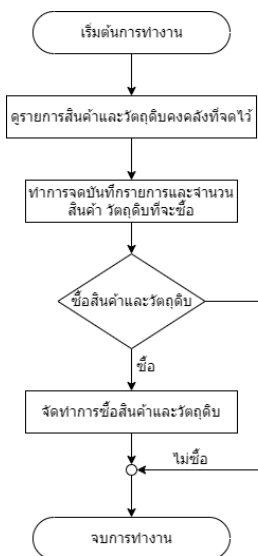 เริ่มต้นการทำงาน
ดูรายการสินค้าและวัตถุดิบคงคลังที่จดไว้
ทำการจดบันทึกรายการและจำนวน
สินค้า วัตถุดิบที่จะซื้อ
ซื้อสินค้าและวัตถุดิบ
ซื้อ
จัดทำการซื้อสินค้าและวัตถุดิบ
ไม่ซื้อ
จบการทำงาน